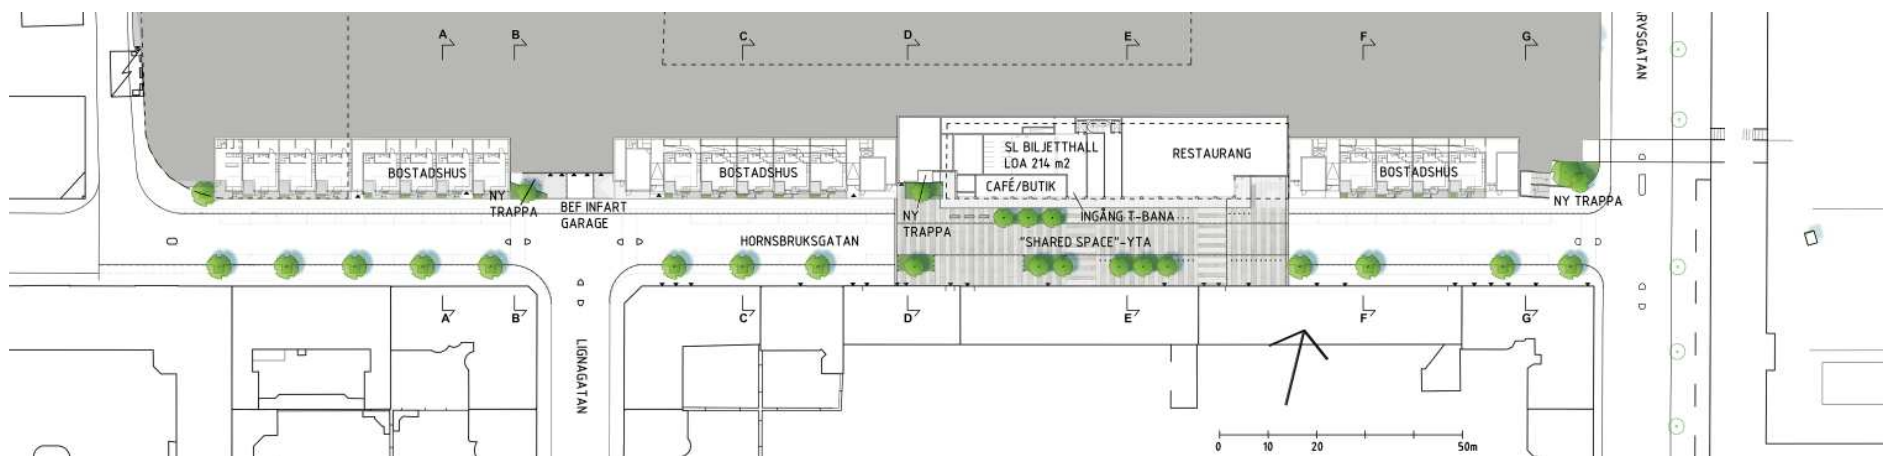 A B C D E F G
RVSGATAN
SL BILJETTHALL
LOA 214 m2
RESTAURANG
BOSTADSHUS
BOSTADSHUS
BOSTADSHUS
CAFÉ/BUTIK
NY
TRAPPA
BEF INFART
GARAGE
NY
TRAPPA
INGÅNG T-BANA
NY TRAPPA
HORNSBRUKSGATAN
"SHARED SPACE"-YTA
A B C D E F G
LIGNAGATAN
0 10 20 50m